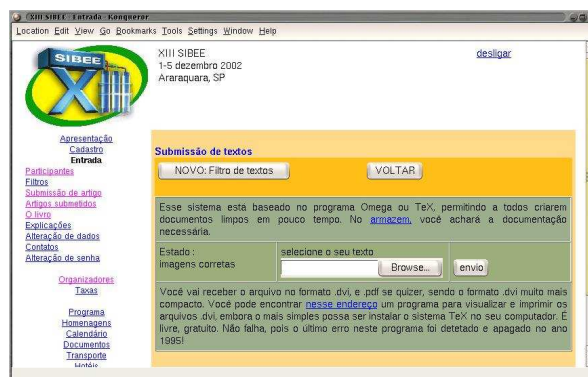 XIII SIBEE - Entrada - Konqueror
Location Edit View Go Bookmarks Tools Settings Window Help
SIBEE
XIII
XIII SIBEE
1-5 dezembro 2002
Araraquara, SP
desligar
Apresentação
Cadastro
Entrada
Participantes
Filtros
Submissão de artigo
Artigos submetidos
O livro
Explicações
Alteração de dados
Contatos
Alteração de senha
Organizadores
Taxas
Programa
Homenagens
Calendário
Documentos
Transporte
Hotéis
Submissão de textos
NOVO: Filtro de textos
VOLTAR
Esse sistema está baseado no programa Omega ou TeX, permitindo a todos criarem
documentos limpos em pouco tempo. No armazem, você achará a documentação
necessária.
Estado :
imagens corretas
selecione o seu texto
Browse...
envio
Você vai receber o arquivo no formato .dvi, e .pdf se quizer, sendo o formato .dvi muito mais
compacto. Você pode encontrar nesse endereço um programa para visualizar e imprimir os
arquivos .dvi, embora o mais simples possa ser instalar o sistema TeX no seu computador. É
livre, gratuito. Não falha, pois o último erro neste programa foi detetado e apagado no ano
1995!